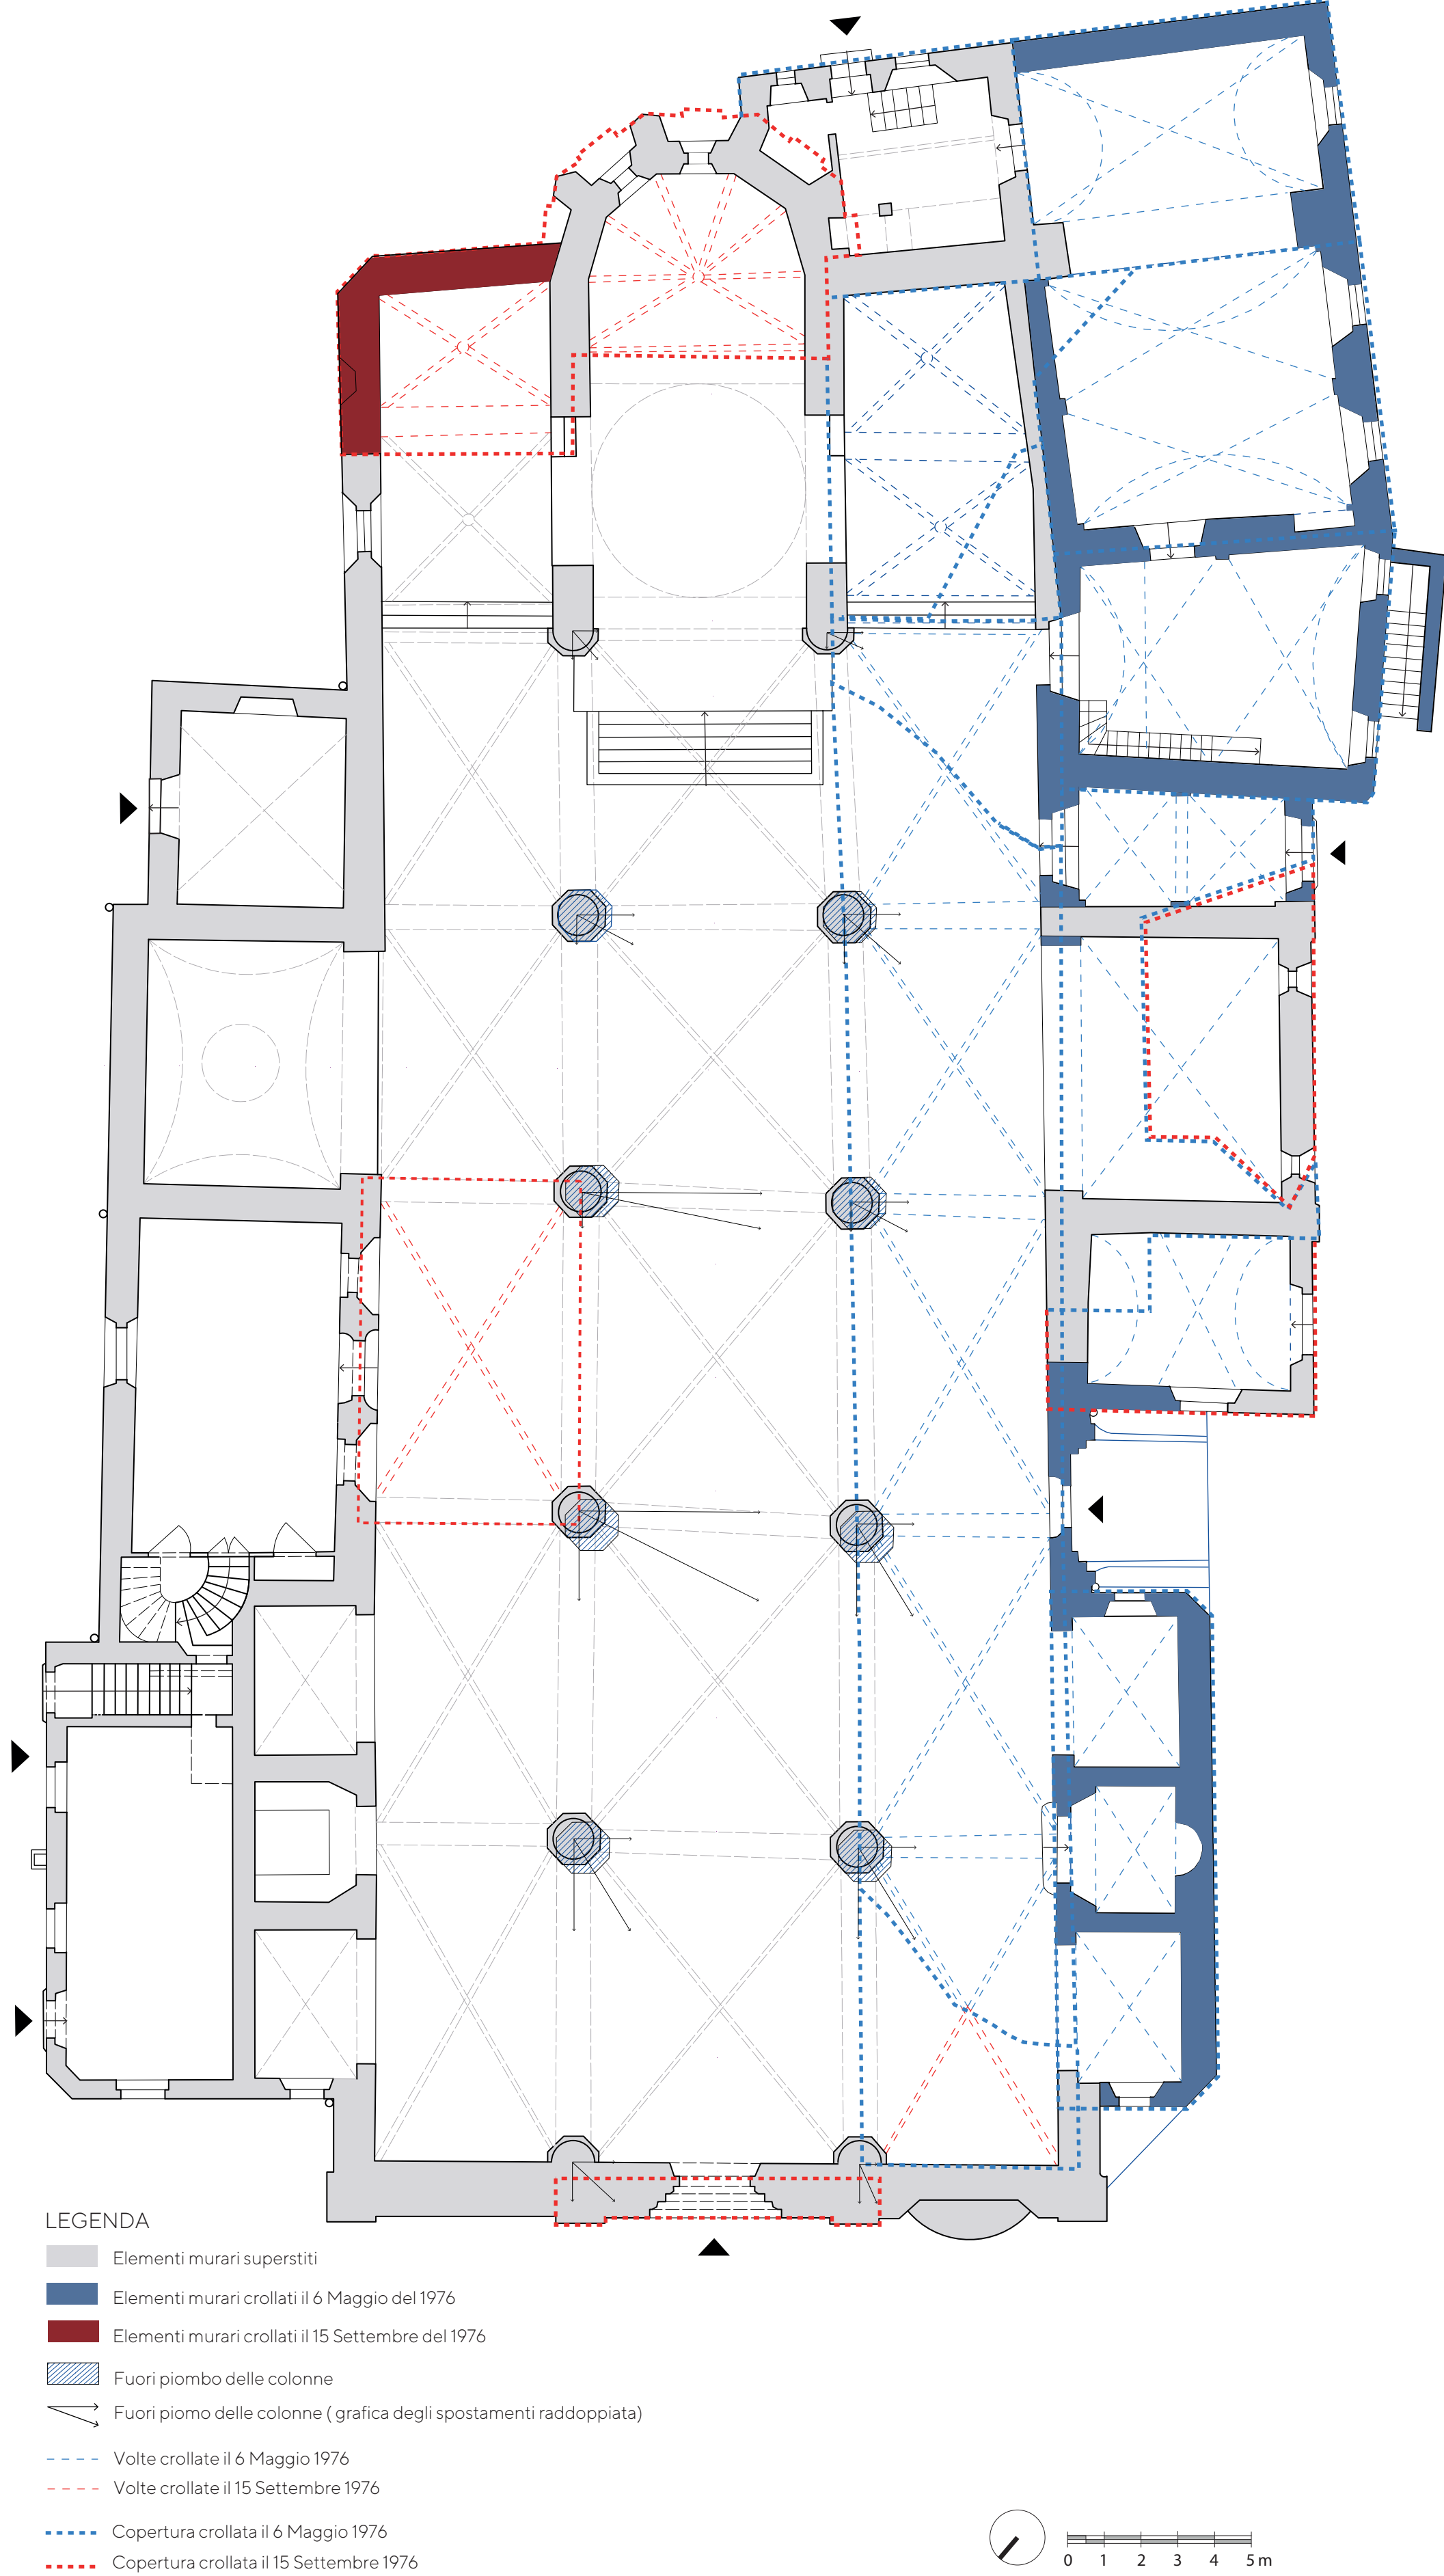 LEGENDA
Elementi murari superstiti
Elementi murari crollati il 6 Maggio del 1976
Elementi murari crollati il 15 Settembre del 1976
Fuori piombo delle colonne
Fuori piomo delle colonne ( grafica degli spostamenti raddoppiata)
Volte crollate il 6 Maggio 1976
Volte crollate il 15 Settembre 1976
Copertura crollata il 6 Maggio 1976
Copertura crollata il 15 Settembre 1976
0 1 2 3 4 5 m